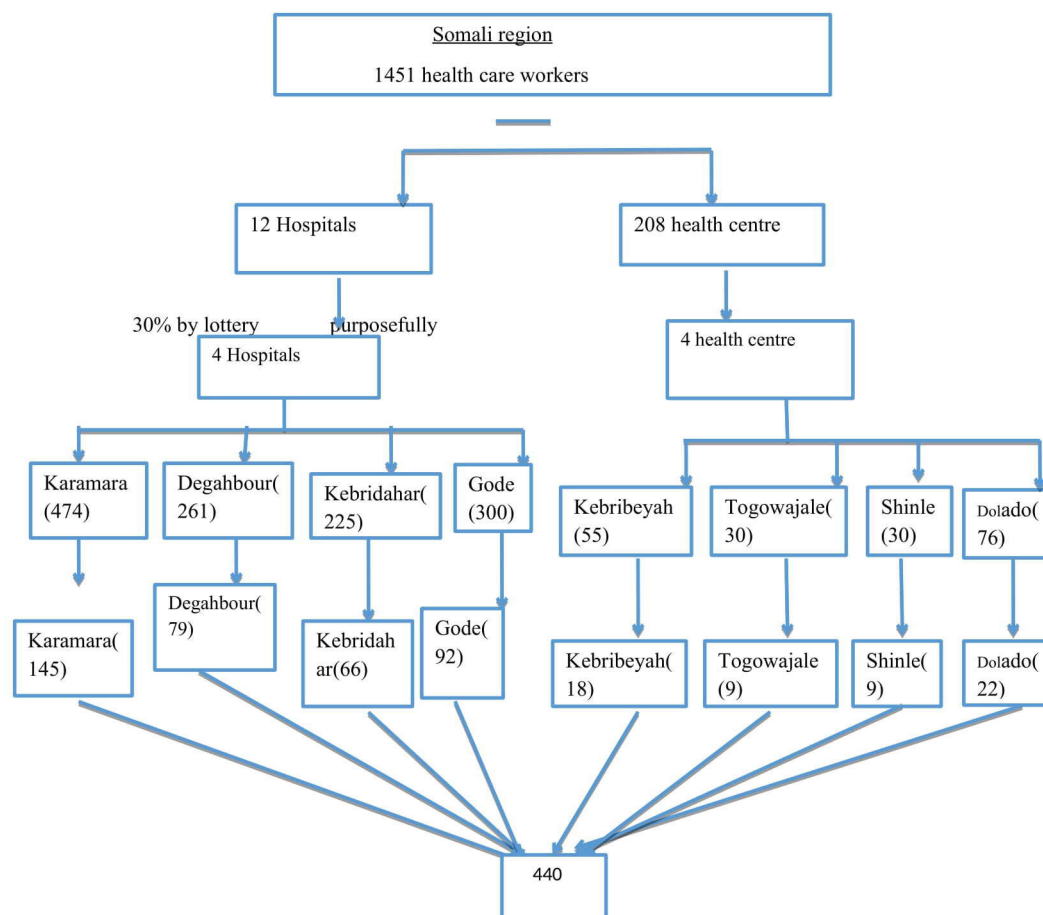 Somali region
1451 health care workers
12 Hospitals
208 health centre
30% by lottery purposefully
4 Hospitals
4 health centre
Karamara
(474)
Degahbour(
261)
Kebridahar(
225)
Gode
(300)
Kebribeyah
(55)
Togowajale(
30)
Shinle
(30)
Dolado(
76)
Karamara(
145)
Degahbour(
79)
Kebridah
ar(66)
Gode(
92)
Kebribeyah(
18)
Togowajale
(9)
Shinle(
9)
Dolado(
22)
440